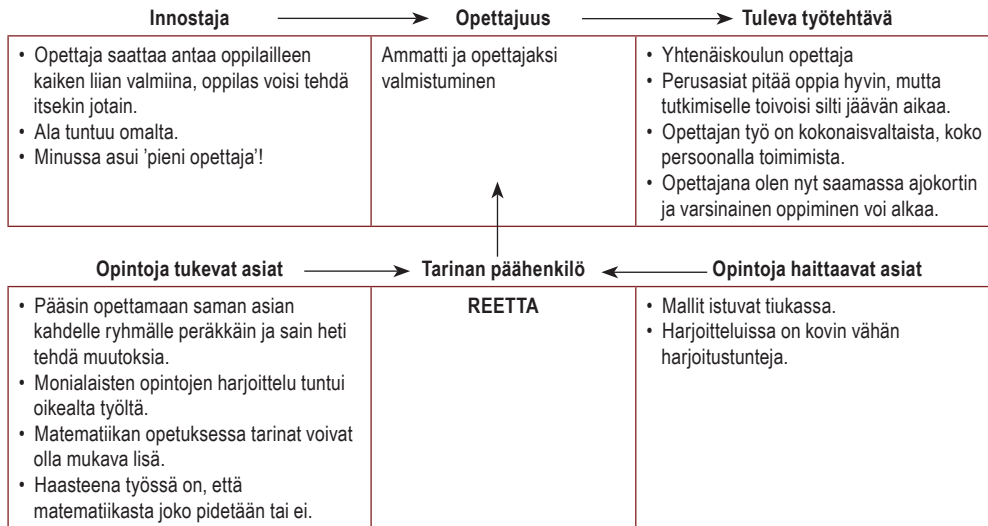 Innostaja
Opettajuus
Tuleva työtehtävä
• Opettaja saattaa antaa oppilailleen
kaiken liian valmiina, oppilas voisi tehdä
itsekin jotain.
• Ala tuntuu omalta.
• Minussa asui 'pieni opettaja'!
Ammatti ja opettajaksi
valmistuminen
• Yhtenäiskoulun opettaja
• Perusasiat pitää oppia hyvin, mutta
tutkimiselle toivoisi silti jäävän aikaa.
• Opettajan työ on kokonaisvaltaista, koko
persoonalla toimimista.
• Opettajana olen nyt saamassa ajokortin
ja varsinainen oppiminen voi alkaa.
Opintoja tukevat asiat
Tarinan päähenkilö
Opintoja haittaavat asiat
• Pääsin opettamaan saman asian
kahdelle ryhmälle peräkkäin ja sain heti
tehdä muutoksia.
• Monialaisten opintojen harjoittelu tuntui
oikealta työltä.
• Matematiikan opetuksessa tarinat voivat
olla mukava lisä.
• Haasteena työssä on, että
matematiikasta joko pidetään tai ei.
REETTA
• Mallit istuvat tiukassa.
• Harjoitteluissa on kovin vähän
harjoitustunteja.